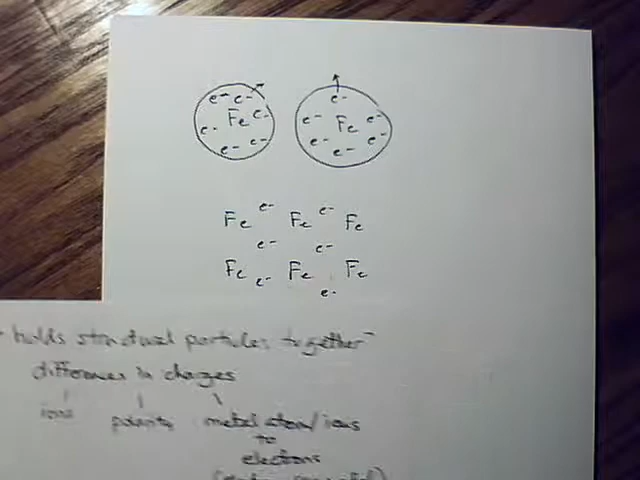 e- e- e-
Fe e- Fe e-
e- e- e- e- e- e- e-
Fe e- Fe e- Fe
e- e-
Fe e- Fe Fe
e-
holds structural particles together
differences in charges
ions polarity metal atom/ions
to
electrons